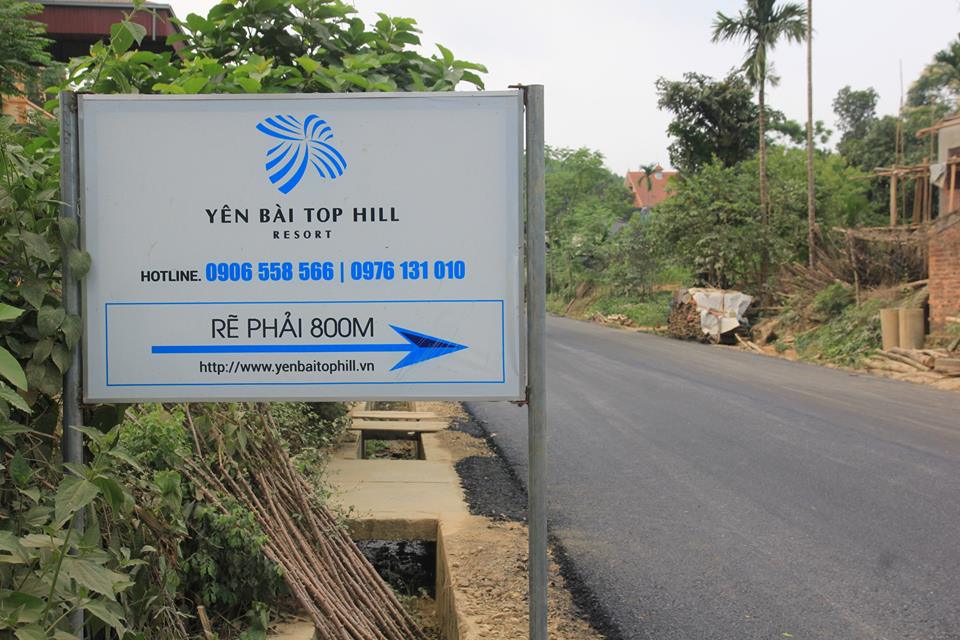 YÊN BÀI TOP HILL
RESORT
HOTLINE. 0906 558 566 | 0976 131 010
RẼ PHẢI 800M
http://www.yenbaitophill.vn